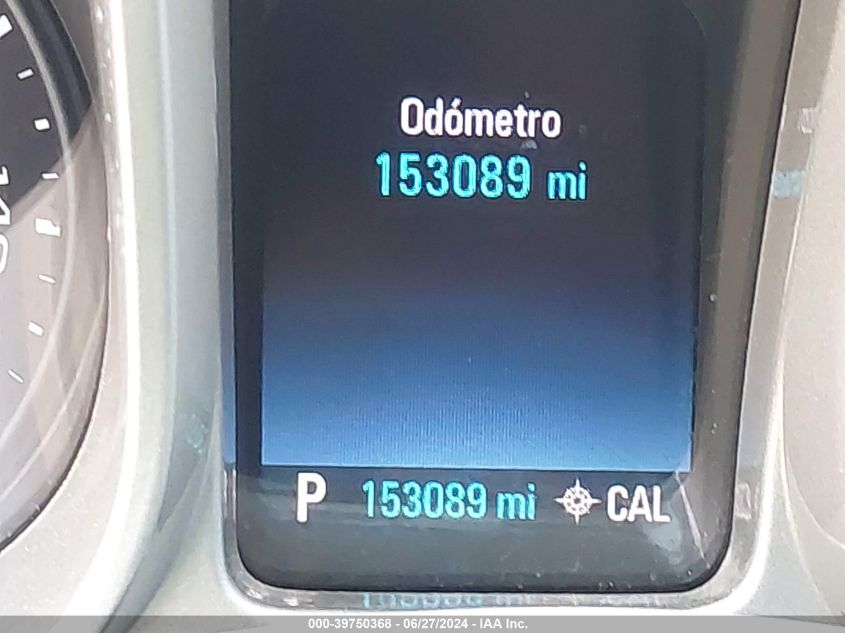 Odómetro
153089 mi
P 153089 mi CAL
000-39750368 - 06/27/2024 - IAA Inc.